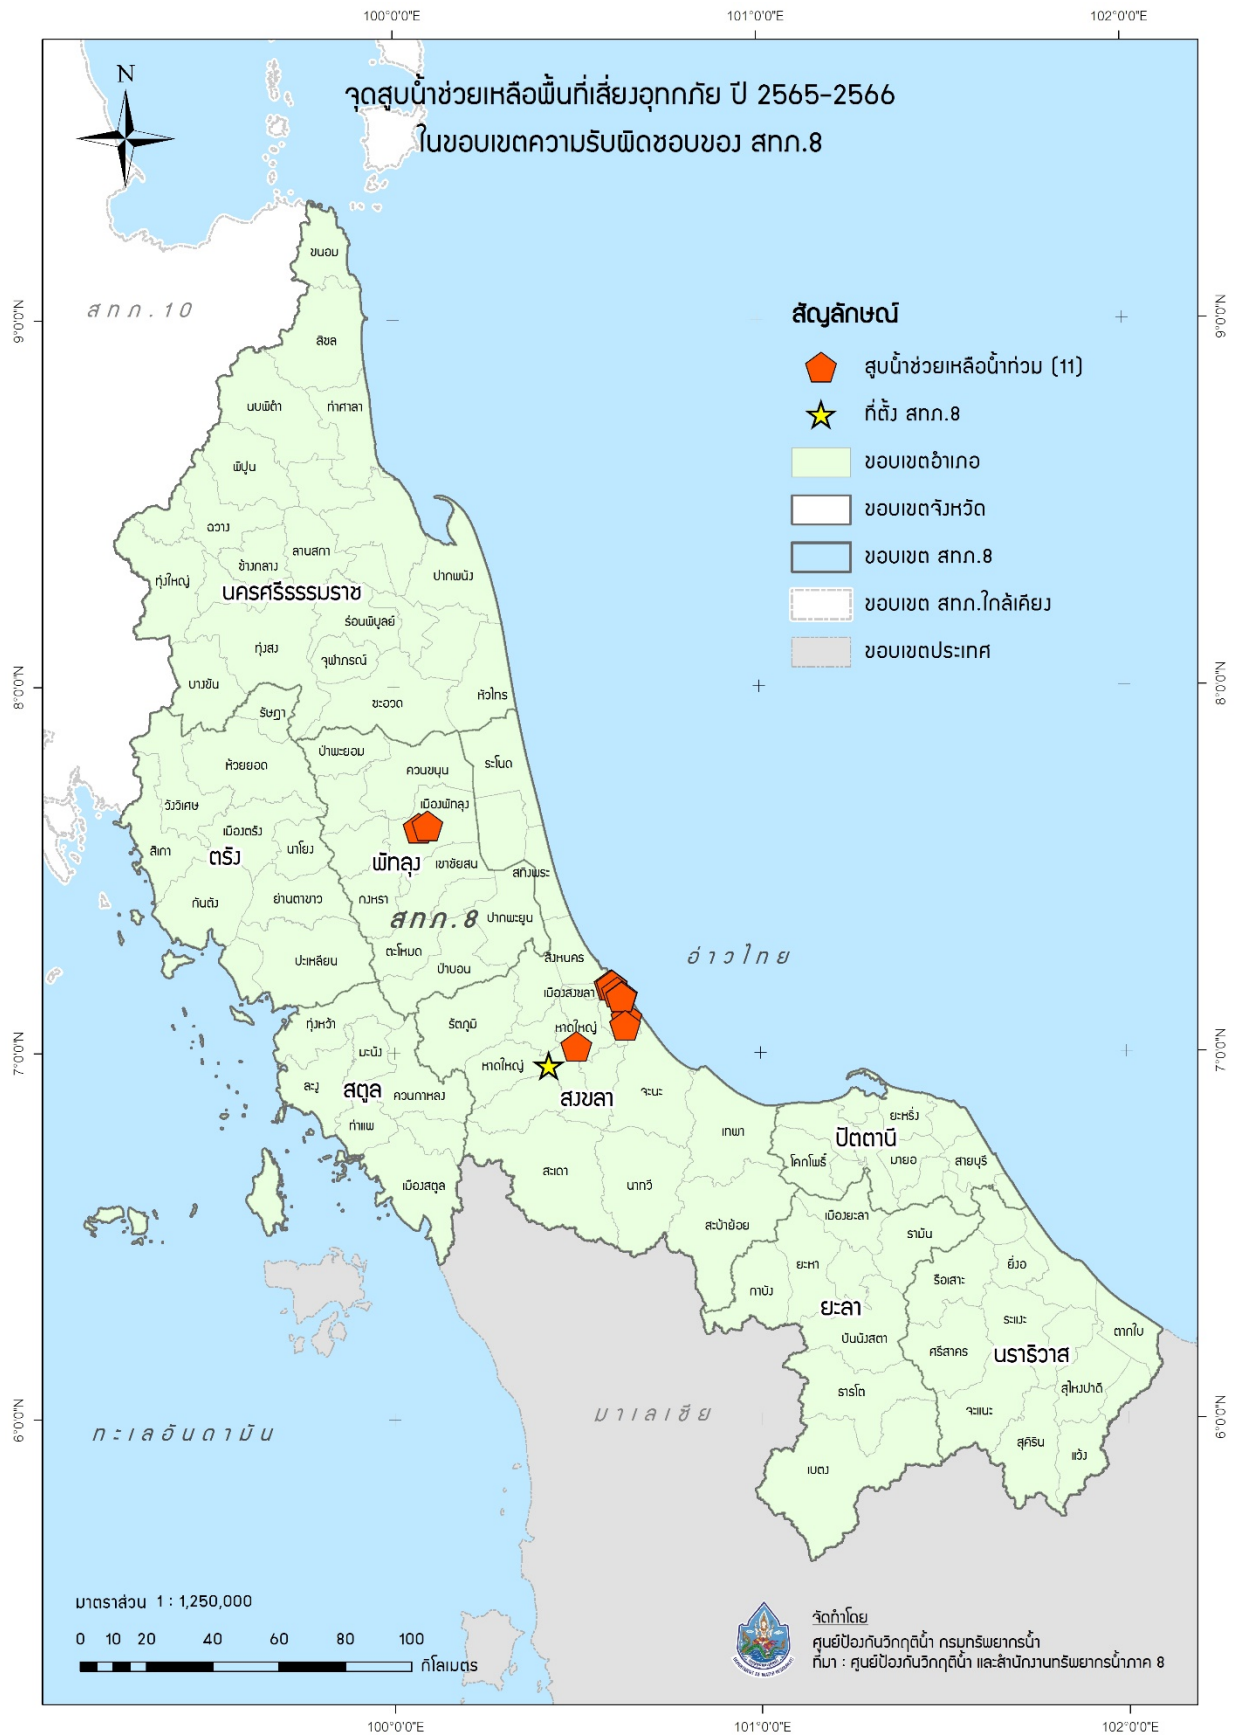 100°0'0"E
101°0'0"E
102°0'0"E
N
จุดสูบน้ำช่วยเหลือพื้นที่เสี่ยงอุทกภัย ปี 2565-2566
ในขอบเขตความรับผิดชอบของ สทภ.8
สทภ.10
ขนอม
9°0'0"N
9°0'0"N
สัญลักษณ์
สิชล
สูบน้ำช่วยเหลือน้ำท่วม (11)
นบพิตำ
ท่าศาลา
ที่ตั้ง สทภ.8
พิปูน
ขอบเขตอำเภอ
ขอบเขตจังหวัด
ฉวาง
ลานสกา
ขอบเขต สทภ.8
ช้างกลาง
ทุ่งใหญ่
ปากพนัง
นครศรีธรรมราช
ขอบเขต สทภ.ใกล้เคียง
ร่อนพิบูลย์
ทุ่งสง
จุฬาภรณ์
ขอบเขตประเทศ
บางขัน
ชะอวด
หัวไทร
8°0'0"N
8°0'0"N
รัษฎา
ป่าพะยอม
ห้วยยอด
ควนขนุน
ระโนด
วังวิเศษ
เมืองพัทลุง
เมืองตรัง
สิเกา
ตรัง
นาโยง
พัทลุง
เขาชัยสน
สทิงพระ
กันตัง
ย่านตาขาว
กงหรา
สทภ.8
ปากพะยูน
ตะโหมด
ปะเหลียน
ป่าบอน
สิงหนคร
อ่าวไทย
เมืองสงขลา
ทุ่งหว้า
รัตภูมิ
หาดใหญ่
7°0'0"N
7°0'0"N
มะนัง
หาดใหญ่
ละงู
สตูล
ควนกาหลง
สงขลา
จะนะ
ท่าแพ
เทพา
ยะหริ่ง
ปัตตานี
โคกโพธิ์
มายอ
สายบุรี
เมืองสตูล
สะเดา
นาทวี
สะบ้าย้อย
เมืองยะลา
รามัน
ยะหา
ยี่งอ
กาบัง
รือเสาะ
ยะลา
ระแงะ
ตากใบ
บันนังสตา
ศรีสาคร
นราธิวาส
ธารโต
สุไหงปาดี
จะแนะ
มาเลเซีย
6°0'0"N
6°0'0"N
ทะเลอันดามัน
สุคิริน
แว้ง
เบตง
มาตราส่วน 1 : 1,250,000
0 10 20 40 60 80 100
กิโลเมตร
จัดทำโดย
ศูนย์ป้องกันวิกฤติน้ำ กรมทรัพยากรน้ำ
ที่มา : ศูนย์ป้องกันวิกฤติน้ำ และสำนักงานทรัพยากรน้ำภาค 8
100°0'0"E
101°0'0"E
102°0'0"E